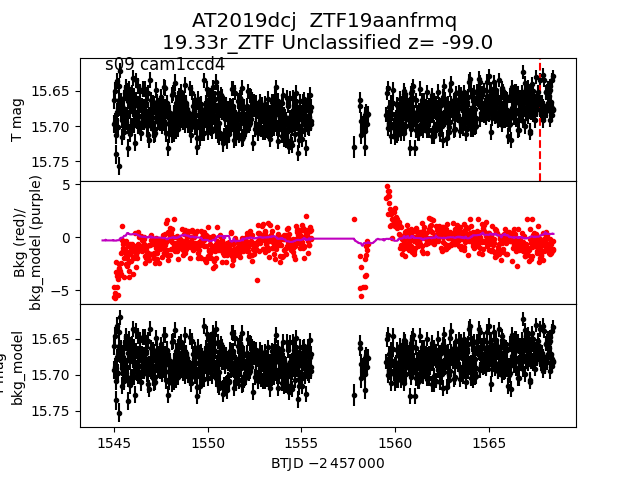 AT2019dcj  ZTF19aanfrmq
19.33r_ZTF Unclassified z= -99.0
s09 cam1ccd4
T mag
15.65
15.70
15.75
Bkg (red)/
bkg_model (purple)
5
0
−5
bkg_model
15.65
15.70
15.75
1545
1550
1555
1560
1565
BTJD −2 457 000